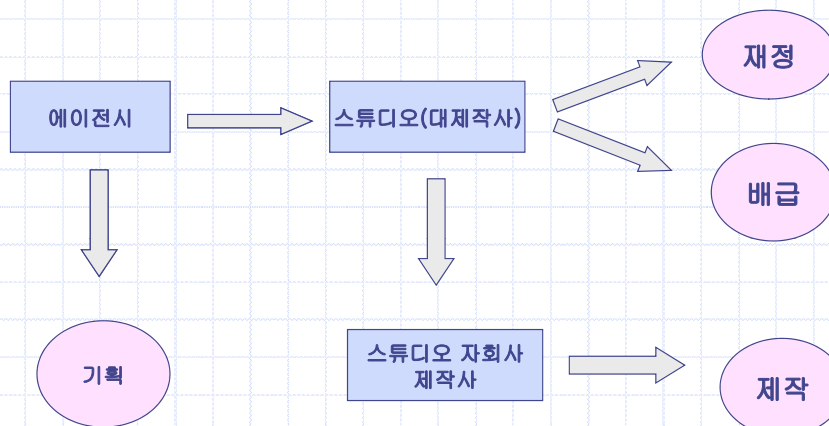 재정
에이전시
스튜디오(대제작사)
배급
스튜디오 자회사
제작사
기획
제작